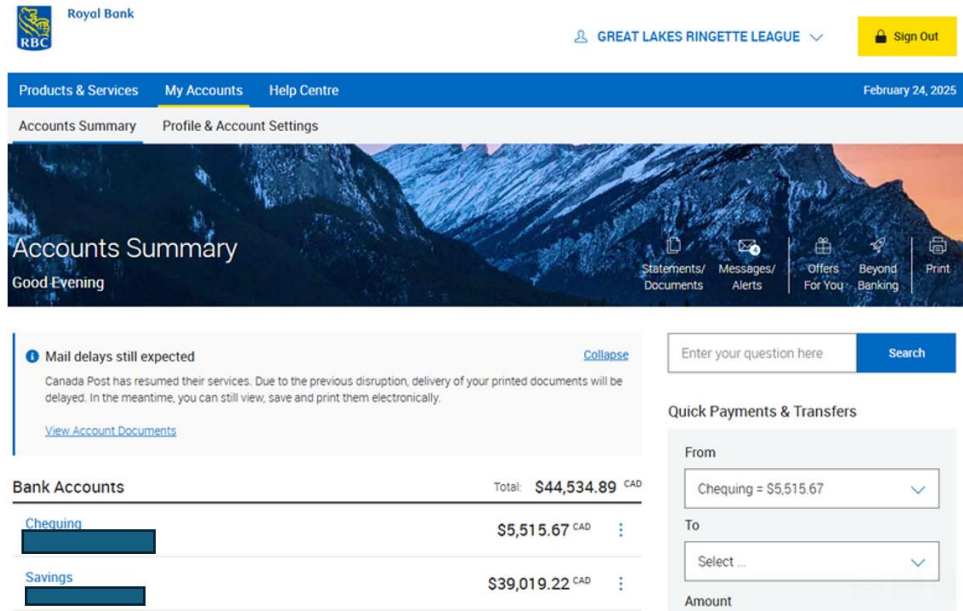 Royal Bank
RBC
GREAT LAKES RINGETTE LEAGUE
Sign Out
Products & Services My Accounts Help Centre February 24, 2025
Accounts Summary Profile & Account Settings
Accounts Summary
Good Evening
Statements/ Documents
Messages/ Alerts
4
Offers For You
Beyond Banking
Print
Mail delays still expected Collapse
Canada Post has resumed their services. Due to the previous disruption, delivery of your printed documents will be
delayed. In the meantime, you can still view, save and print them electronically.
View Account Documents
Enter your question here Search
Quick Payments & Transfers
From
Chequing = $5,515.67
To
Select ...
Amount
Bank Accounts Total: $44,534.89 CAD
Chequing $5,515.67 CAD
Savings $39,019.22 CAD